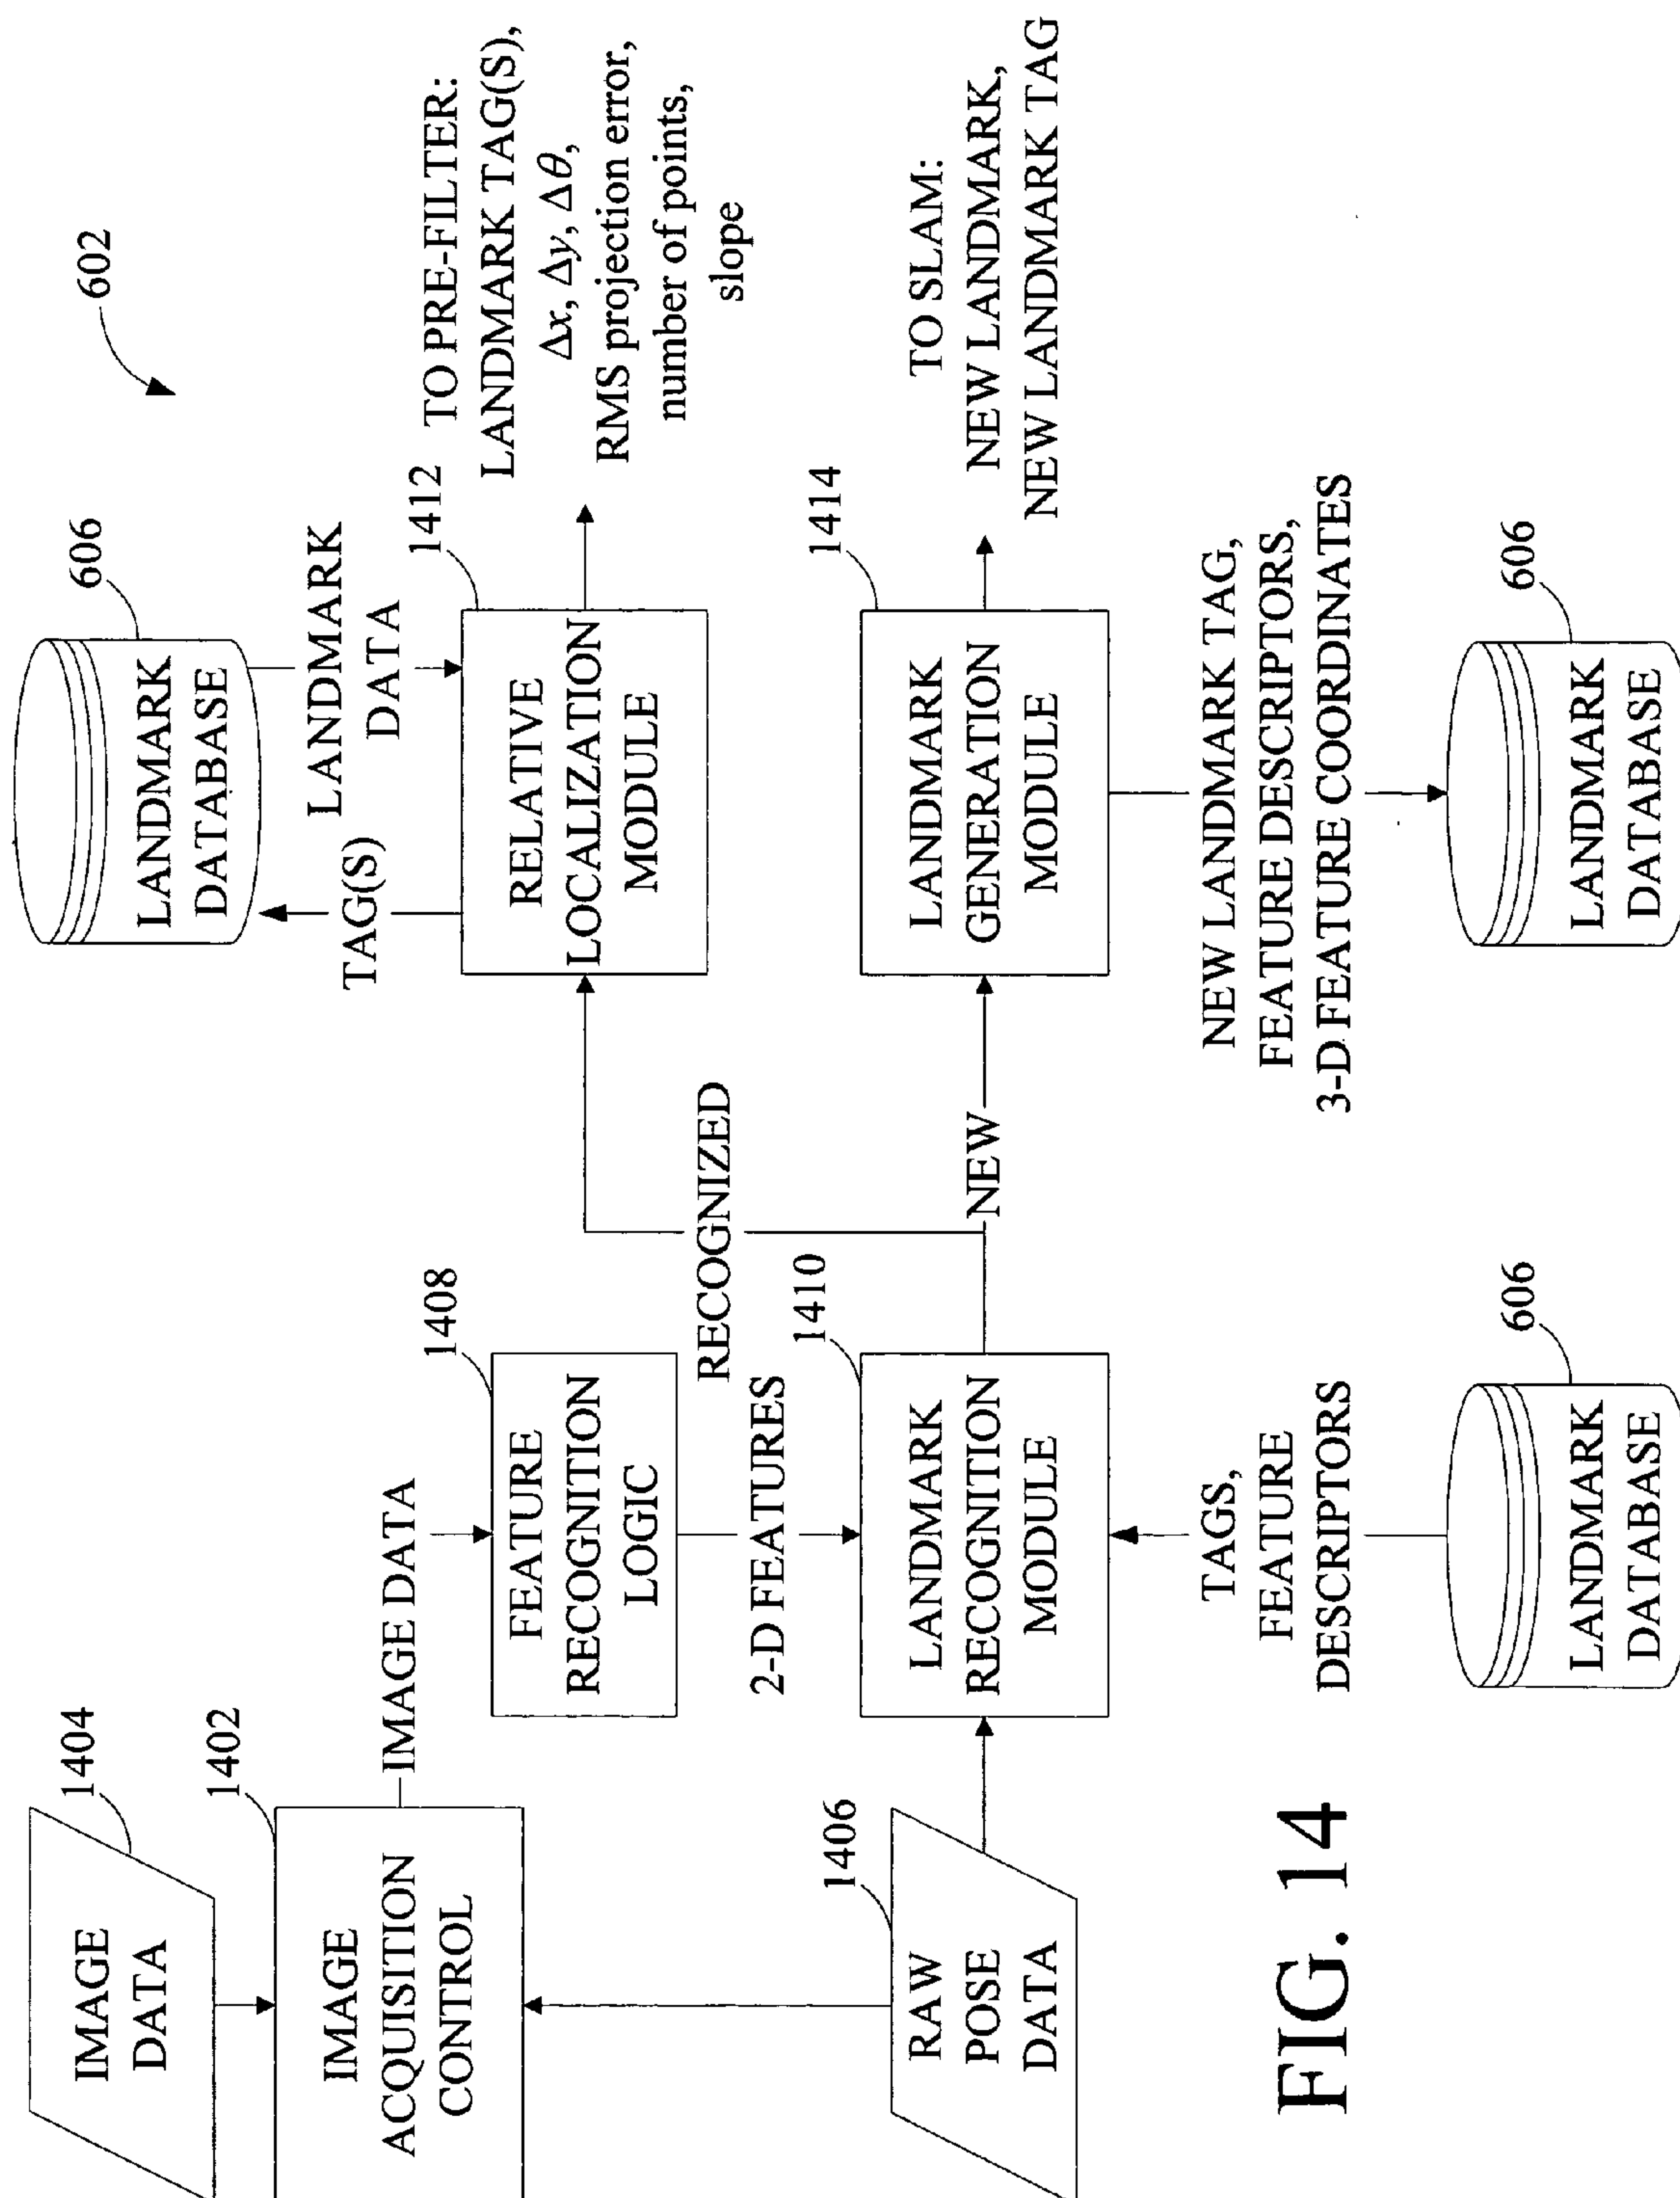 602
IMAGE
DATA
1404
IMAGE
ACQUISITION
CONTROL
1402
IMAGE DATA
RAW
POSE
DATA
1406
FEATURE
RECOGNITION
LOGIC
1408
2-D FEATURES
LANDMARK
RECOGNITION
MODULE
1410
TAGS,
FEATURE
DESCRIPTORS
LANDMARK
DATABASE
606
RECOGNIZED
NEW
LANDMARK
DATABASE
606
TAG(S)
LANDMARK
DATA
RELATIVE
LOCALIZATION
MODULE
1412
TO PRE-FILTER:
LANDMARK TAG(S),
Δx, Δy, Δθ,
RMS projection error,
number of points,
slope
LANDMARK
GENERATION
MODULE
1414
TO SLAM:
NEW LANDMARK,
NEW LANDMARK TAG
NEW LANDMARK TAG,
FEATURE DESCRIPTORS,
3-D FEATURE COORDINATES
LANDMARK
DATABASE
606
FIG. 14